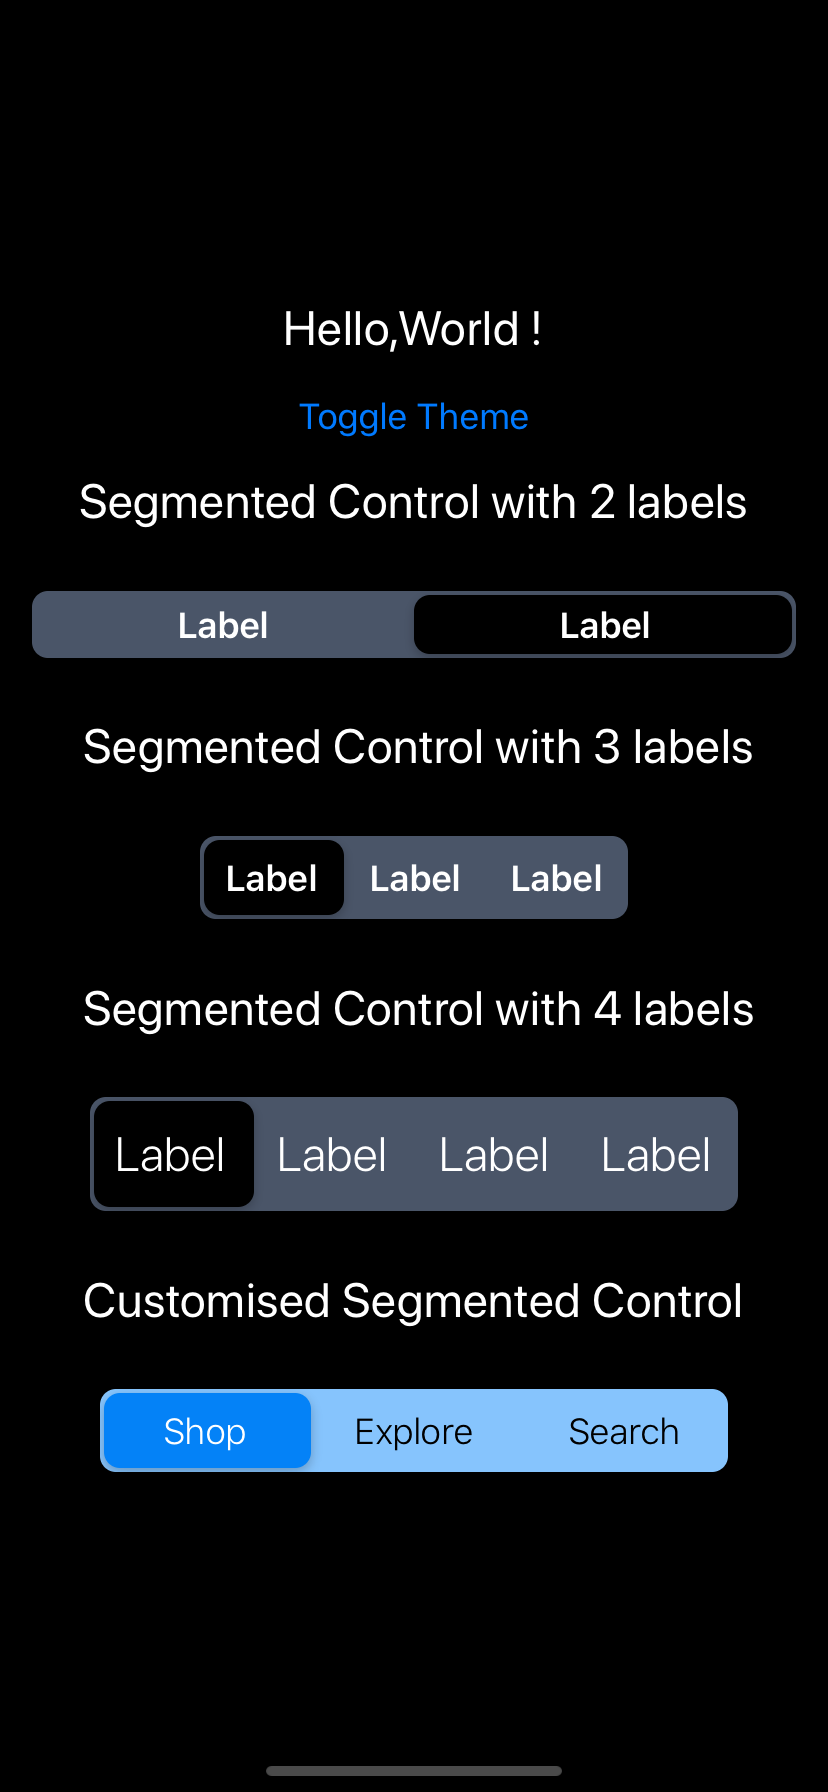 Hello,World !
Toggle Theme
Segmented Control with 2 labels
Label Label
Segmented Control with 3 labels
Label Label Label
Segmented Control with 4 labels
Label Label Label Label
Customised Segmented Control
Shop Explore Search